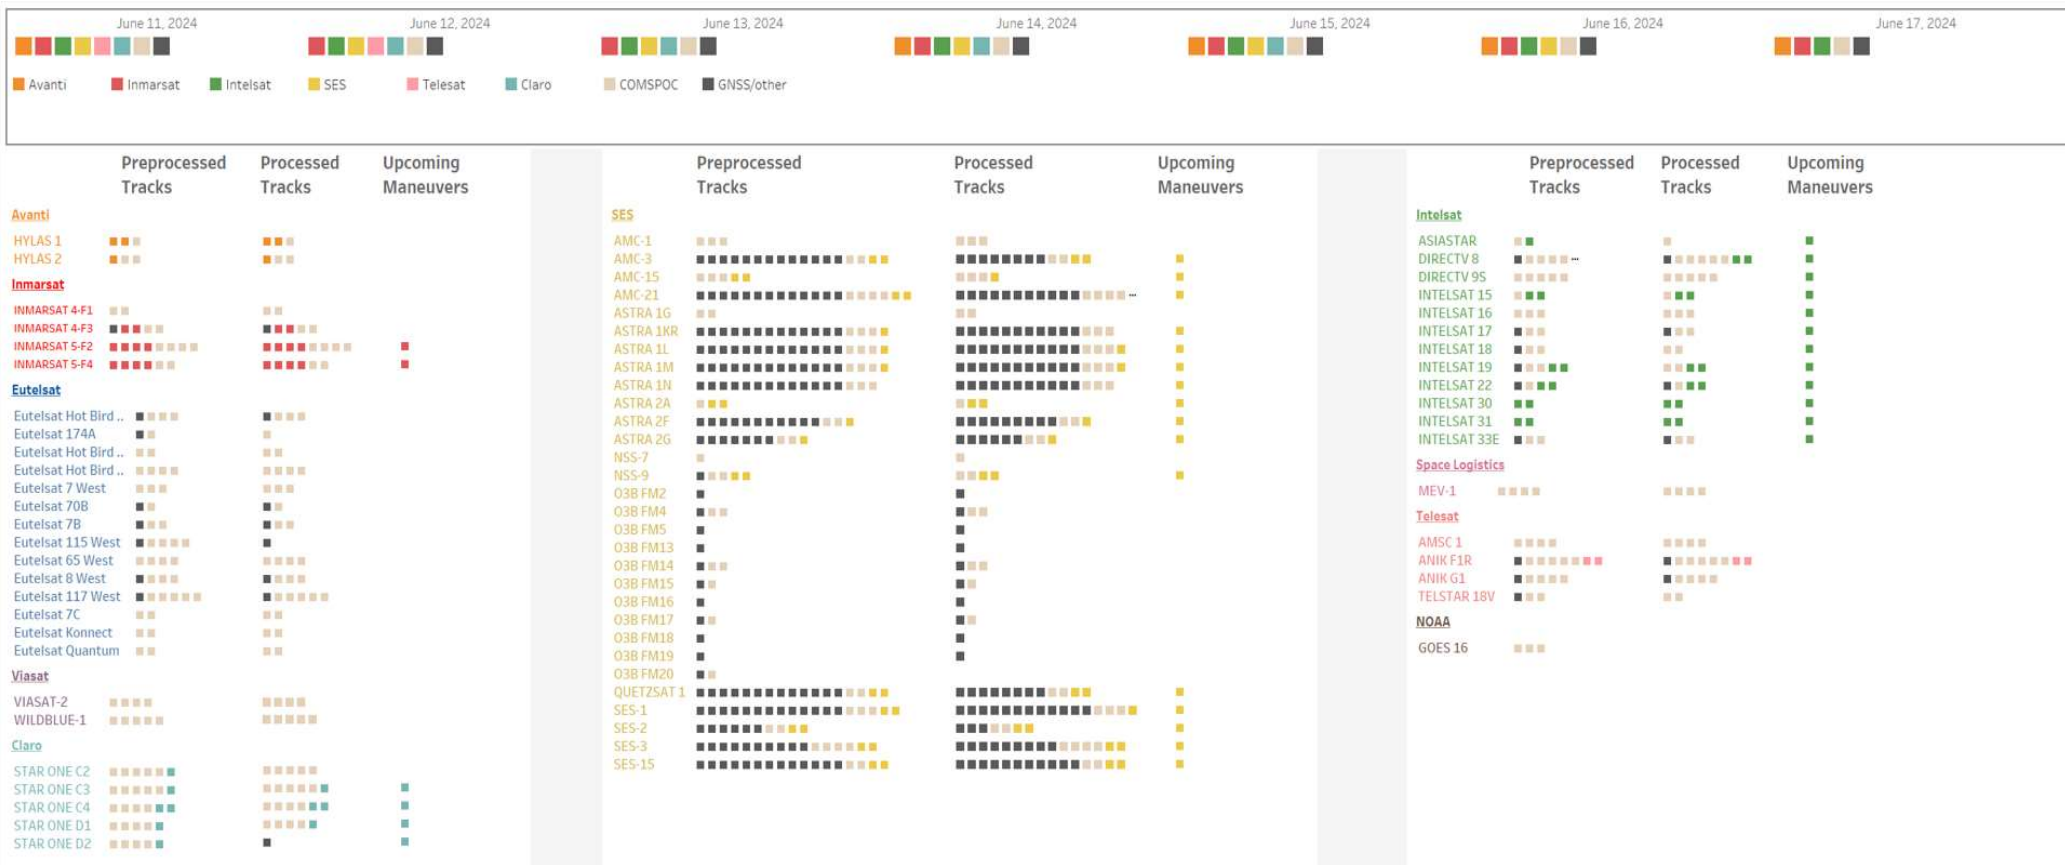 June 11, 2024
June 12, 2024
June 13, 2024
June 14, 2024
June 15, 2024
June 16, 2024
June 17, 2024
Avanti
Inmarsat
Intelsat
SES
Telesat
Claro
COMSPOC
GNSS/other
Preprocessed
Tracks
Processed
Tracks
Upcoming
Maneuvers
Avanti
HYLAS 1
HYLAS 2
Inmarsat
INMARSAT 4-F1
INMARSAT 4-F3
INMARSAT 5-F2
INMARSAT 5-F4
Eutelsat
Eutelsat Hot Bird ..
Eutelsat 174A
Eutelsat Hot Bird ..
Eutelsat Hot Bird ..
Eutelsat 7 West
Eutelsat 70B
Eutelsat 7B
Eutelsat 115 West
Eutelsat 65 West
Eutelsat 8 West
Eutelsat 117 West
Eutelsat 7C
Eutelsat Konnect
Eutelsat Quantum
Viasat
VIASAT-2
WILDBLUE-1
Claro
STAR ONE C2
STAR ONE C3
STAR ONE C4
STAR ONE D1
STAR ONE D2
Preprocessed
Tracks
Processed
Tracks
Upcoming
Maneuvers
SES
AMC-1
AMC-3
AMC-15
AMC-21 ...
ASTRA 1G
ASTRA 1KR
ASTRA 1L
ASTRA 1M
ASTRA 1N
ASTRA 2A
ASTRA 2F
ASTRA 2G
NSS-7
NSS-9
O3B FM2
O3B FM4
O3B FM5
O3B FM13
O3B FM14
O3B FM15
O3B FM16
O3B FM17
O3B FM18
O3B FM19
O3B FM20
QUETZSAT 1
SES-1
SES-2
SES-3
SES-15
Preprocessed
Tracks
Processed
Tracks
Upcoming
Maneuvers
Intelsat
ASIASTAR
DIRECTV 8 ...
DIRECTV 9S
INTELSAT 15
INTELSAT 16
INTELSAT 17
INTELSAT 18
INTELSAT 19
INTELSAT 22
INTELSAT 30
INTELSAT 31
INTELSAT 33E
Space Logistics
MEV-1
Telesat
AMSC 1
ANIK F1R
ANIK G1
TELSTAR 18V
NOAA
GOES 16